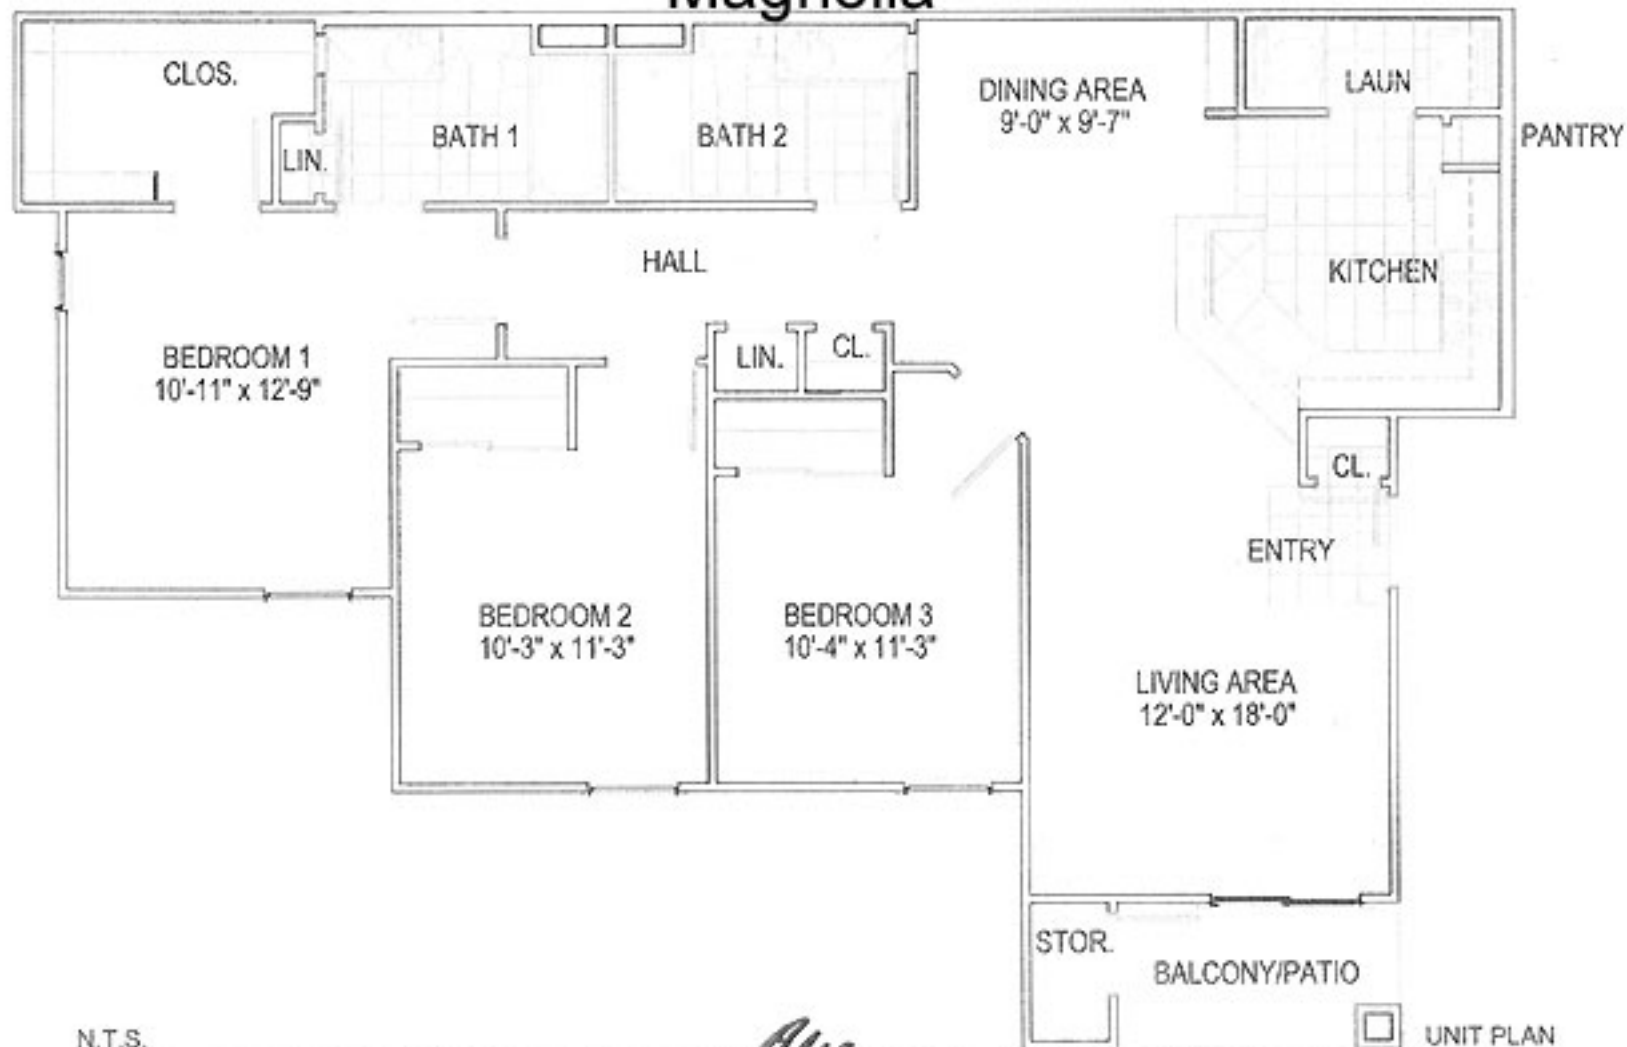 Magnolia
CLOS.
BATH 1
BATH 2
DINING AREA
9'-0" x 9'-7"
LAUN
PANTRY
LIN.
HALL
KITCHEN
BEDROOM 1
10'-11" x 12'-9"
LIN.
CL.
CL.
ENTRY
BEDROOM 2
10'-3" x 11'-3"
BEDROOM 3
10'-4" x 11'-3"
LIVING AREA
12'-0" x 18'-0"
STOR.
BALCONY/PATIO
N.T.S.
UNIT PLAN